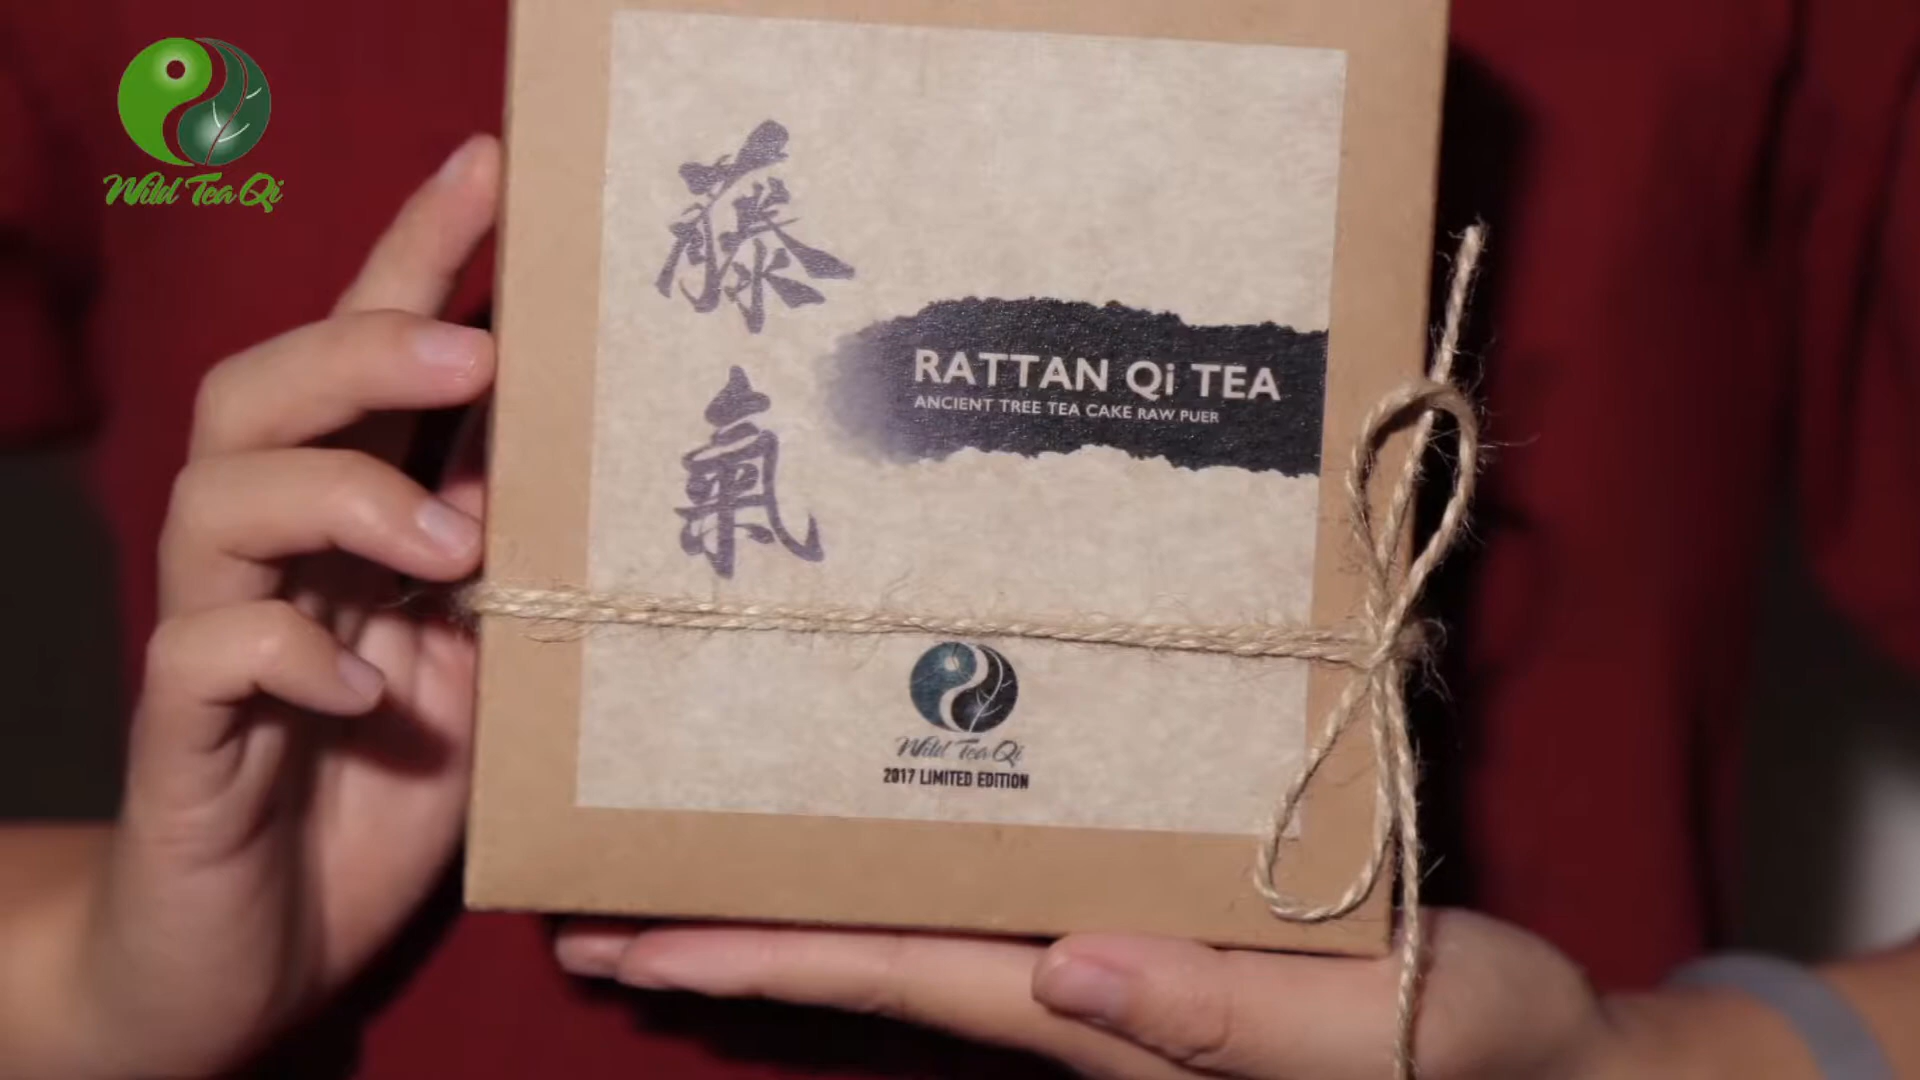 Wild Tea Qi
藤
氣
RATTAN Qi TEA
ANCIENT TREE TEA CAKE RAW PUER
Wild Tea Qi
2017 LIMITED EDITION